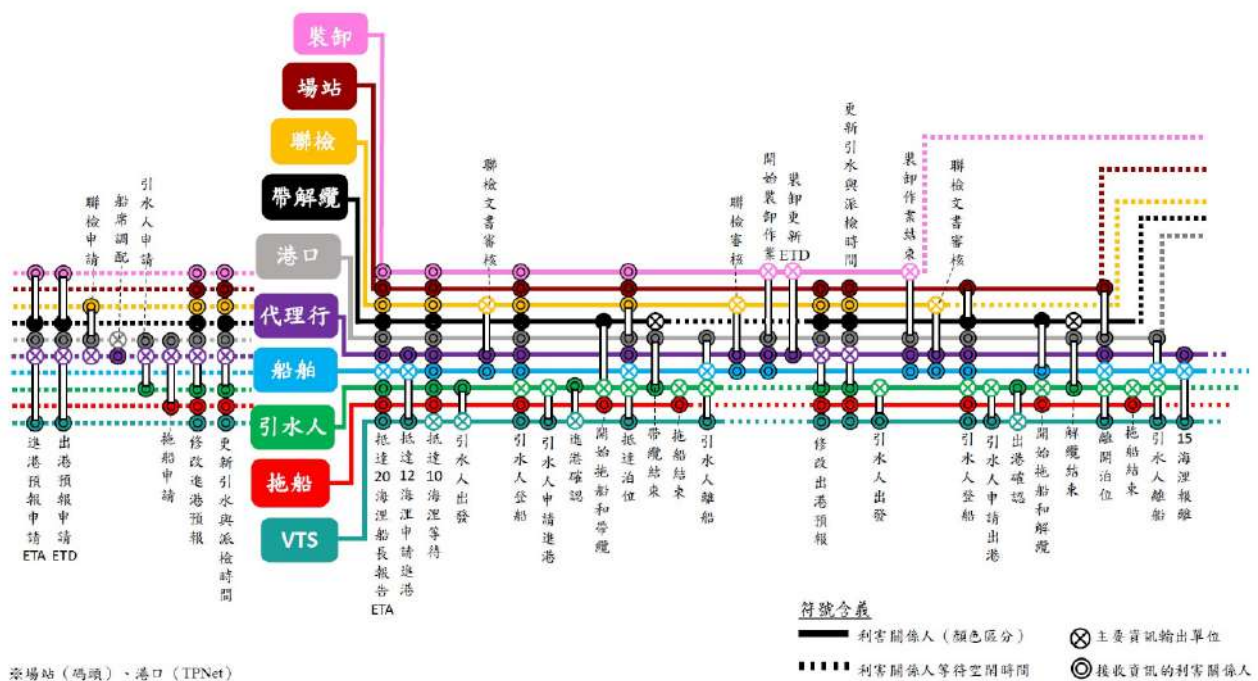 裝卸
場站
聯檢
帶解纜
港口
代理行
船舶
引水人
拖船
VTS
聯檢申請
船席調配
引水人申請
聯檢文書審核
聯檢審核
開始裝卸作業
裝卸更新
ETD
更新引水與派檢時間
裝卸作業結束
聯檢文書審核
進港預報申請
ETA
出港預報申請
ETD
拖船申請
修改進港預報
更新引水與派檢時間
抵達20海浬船長報告
ETA
抵達12海浬申請進港
抵達10海浬等待
引水人出發
引水人登船
引水人申請進港
進港確認
開始拖船和帶纜
抵達泊位
帶纜結束
拖船結束
引水人離船
修改出港預報
引水人出發
引水人登船
引水人申請出港
出港確認
開始拖船和解纜
解纜結束
離開泊位
拖船結束
引水人離船
15海浬報離
符號含義
利害關係人（顏色區分）
主要資訊輸出單位
利害關係人等待空閒時間
接收資訊的利害關係人
※場站（碼頭）、港口（TPNet）